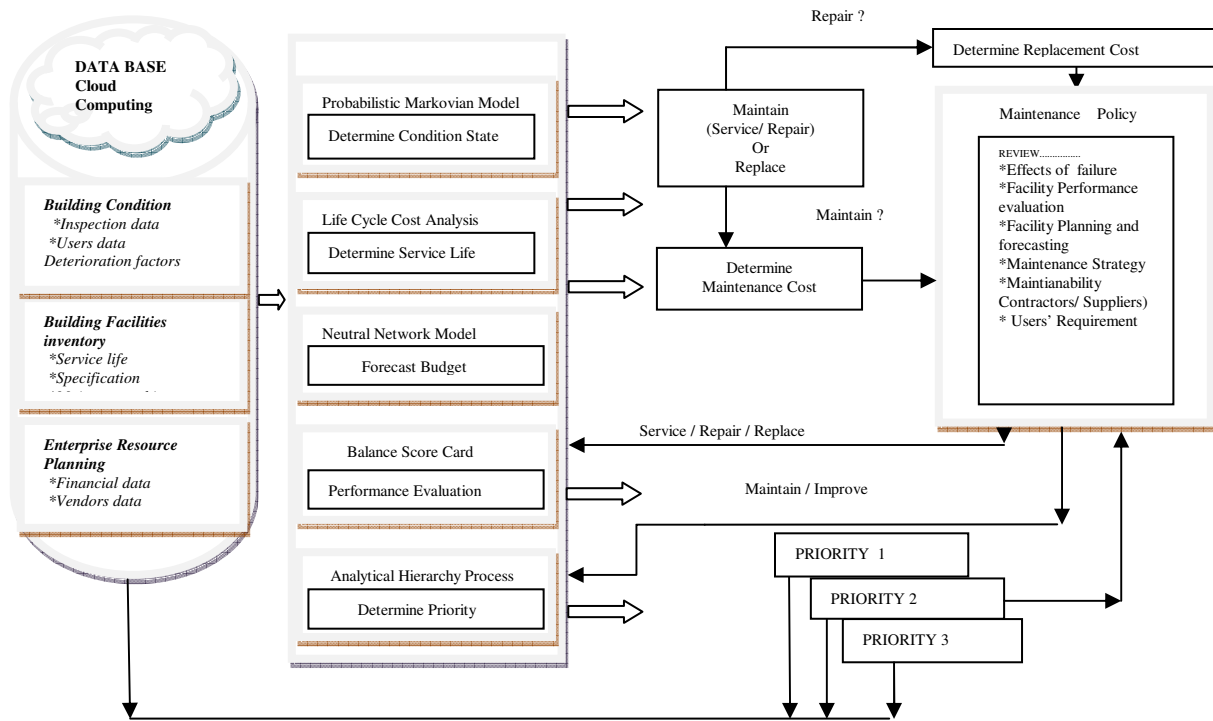 DATA BASE
Cloud
Computing
Building Condition
*Inspection data
*Users data
Deterioration factors
Building Facilities
inventory
*Service life
*Specification
Enterprise Resource
Planning
*Financial data
*Vendors data
Probabilistic Markovian Model
Determine Condition State
Life Cycle Cost Analysis
Determine Service Life
Neutral Network Model
Forecast Budget
Balance Score Card
Performance Evaluation
Analytical Hierarchy Process
Determine Priority
Repair ?
Maintain
(Service/ Repair)
Or
Replace
Maintain ?
Determine
Maintenance Cost
Determine Replacement Cost
Maintenance Policy
REVIEW................
*Effects of failure
*Facility Performance
evaluation
*Facility Planning and
forecasting
*Maintenance Strategy
*Maintianability
Contractors/ Suppliers)
* Users' Requirement
Service / Repair / Replace
Maintain / Improve
PRIORITY 1
PRIORITY 2
PRIORITY 3